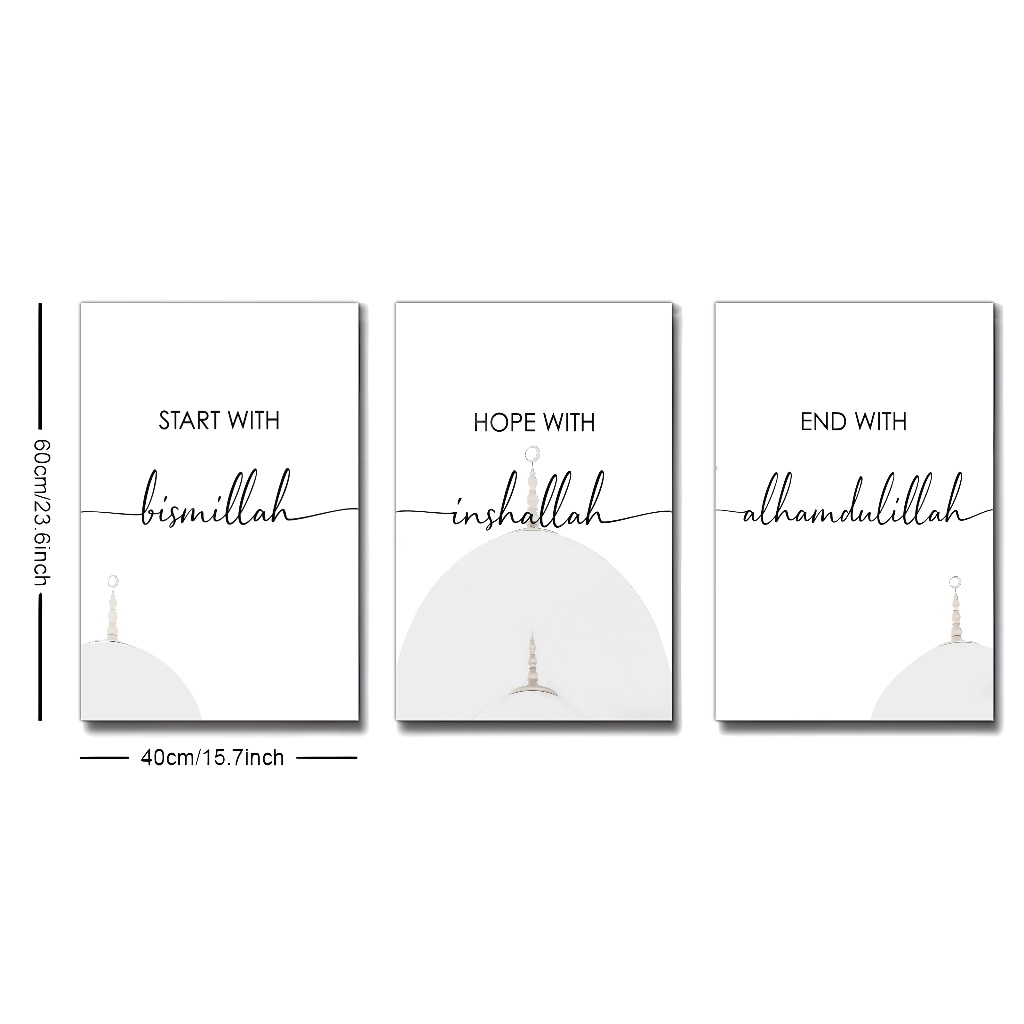 START WITH
bismillah
HOPE WITH
inshallah
END WITH
alhamdulillah
60cm/23.6inch
40cm/15.7inch